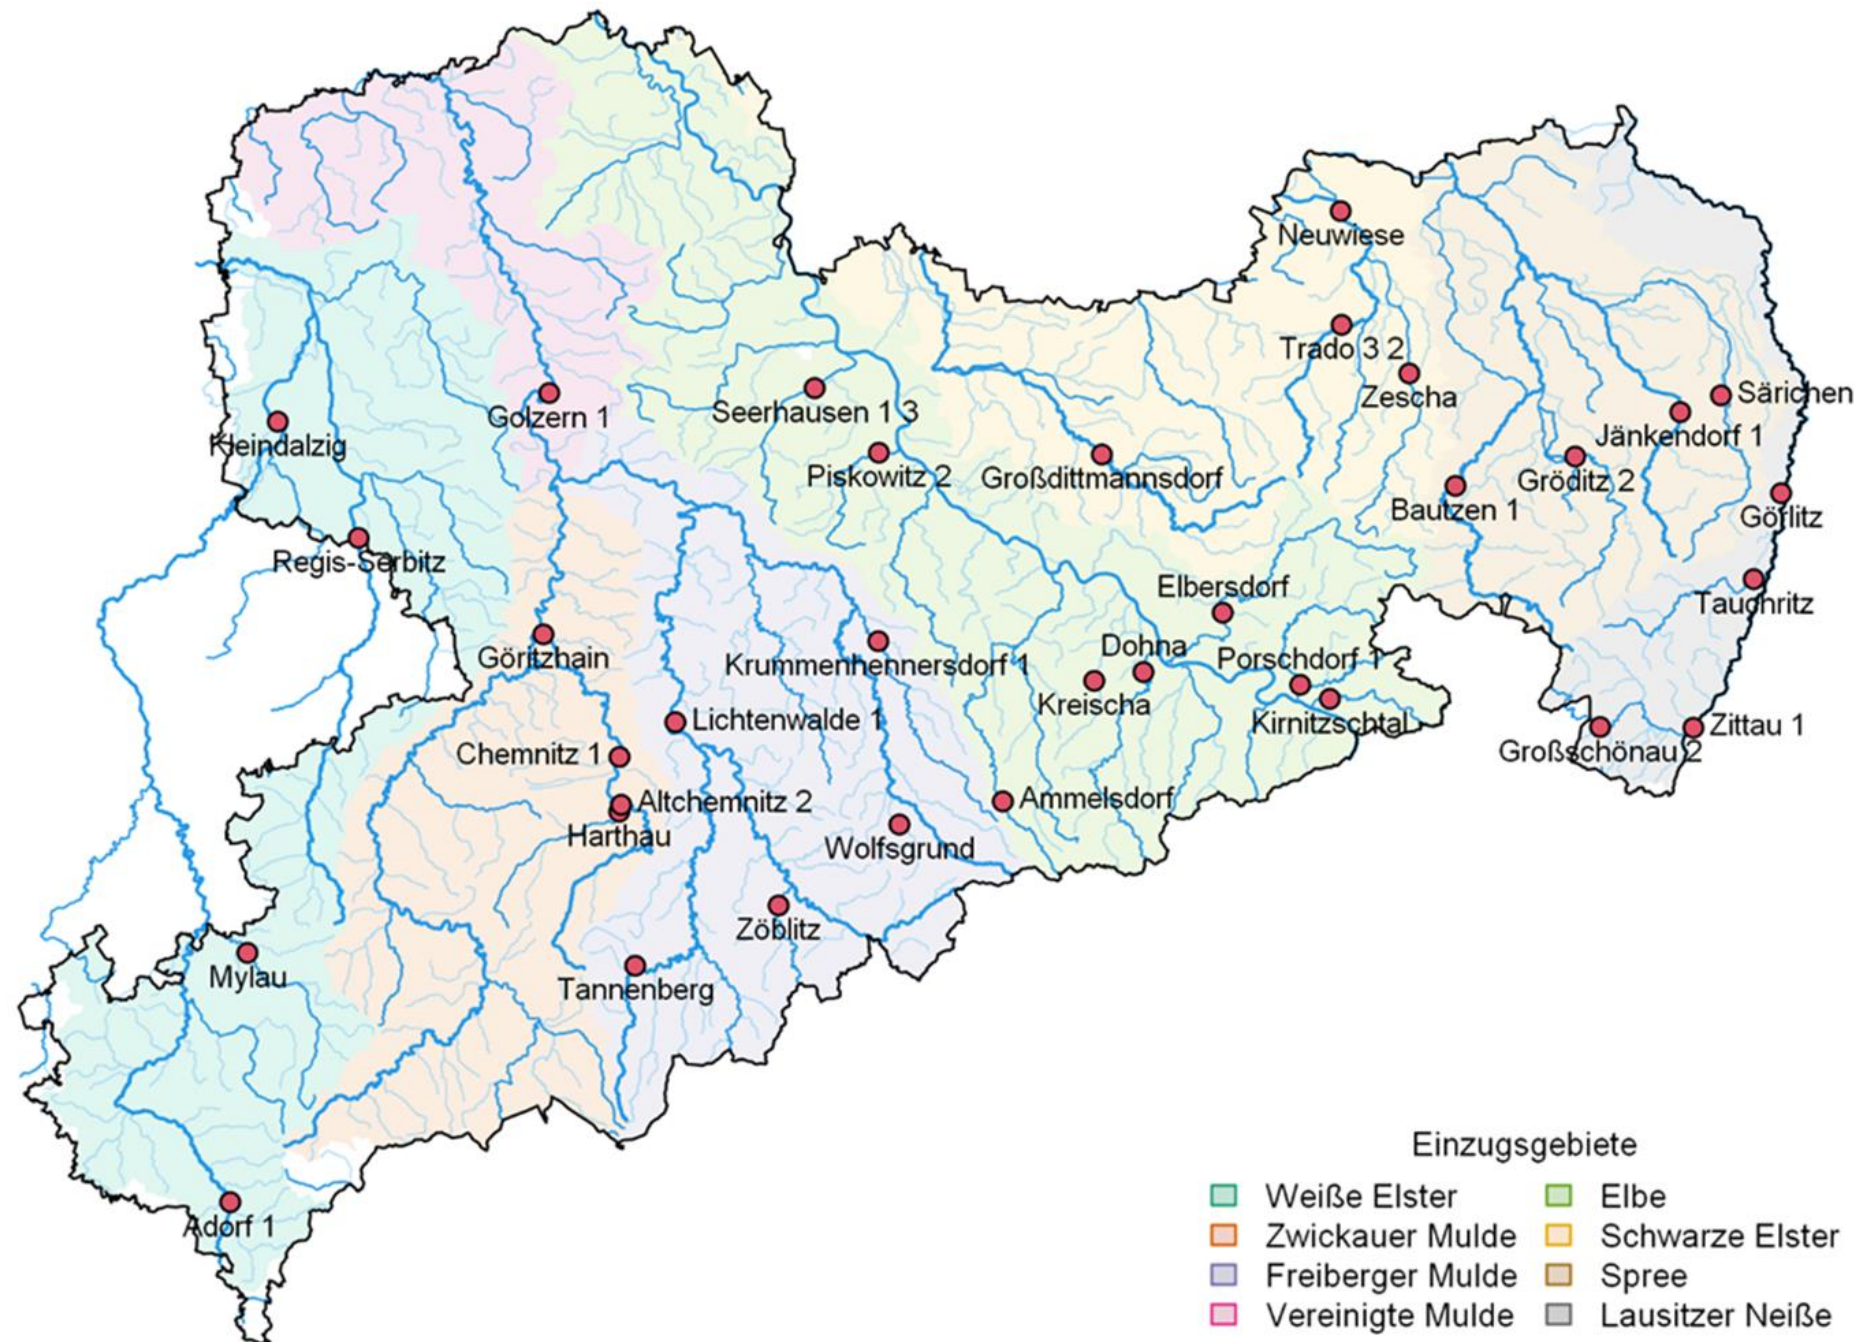 Neuwiese
Trado 3 2
Zescha
Särichen
Seerhausen 1 3
Golzern 1
Kleindalzig
Jänkendorf 1
Piskowitz 2
Großdittmannsdorf
Gröditz 2
Bautzen 1
Görlitz
Regis-Serbitz
Elbersdorf
Tauchritz
Dohna
Göritzhain
Krummenhennersdorf 1
Porschdorf 1
Kreischa
Lichtenwalde 1
Kirnitzschtal
Zittau 1
Chemnitz 1
Großschönau 2
Altchemnitz 2
Ammelsdorf
Harthau
Wolfsgrund
Zöblitz
Mylau
Tannenberg
Adorf 1
Einzugsgebiete
Weiße Elster
Zwickauer Mulde
Freiberger Mulde
Vereinigte Mulde
Elbe
Schwarze Elster
Spree
Lausitzer Neiße